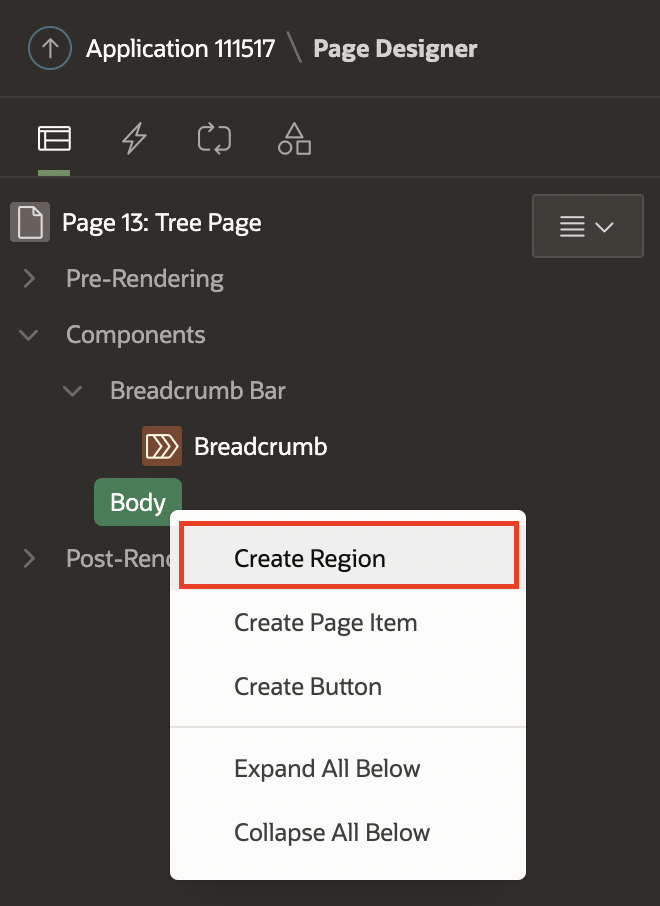 Application 111517 \ Page Designer
Page 13: Tree Page
Pre-Rendering
Components
Breadcrumb Bar
Breadcrumb
Body
Create Region
Post-Rend
Create Page Item
Create Button
Expand All Below
Collapse All Below